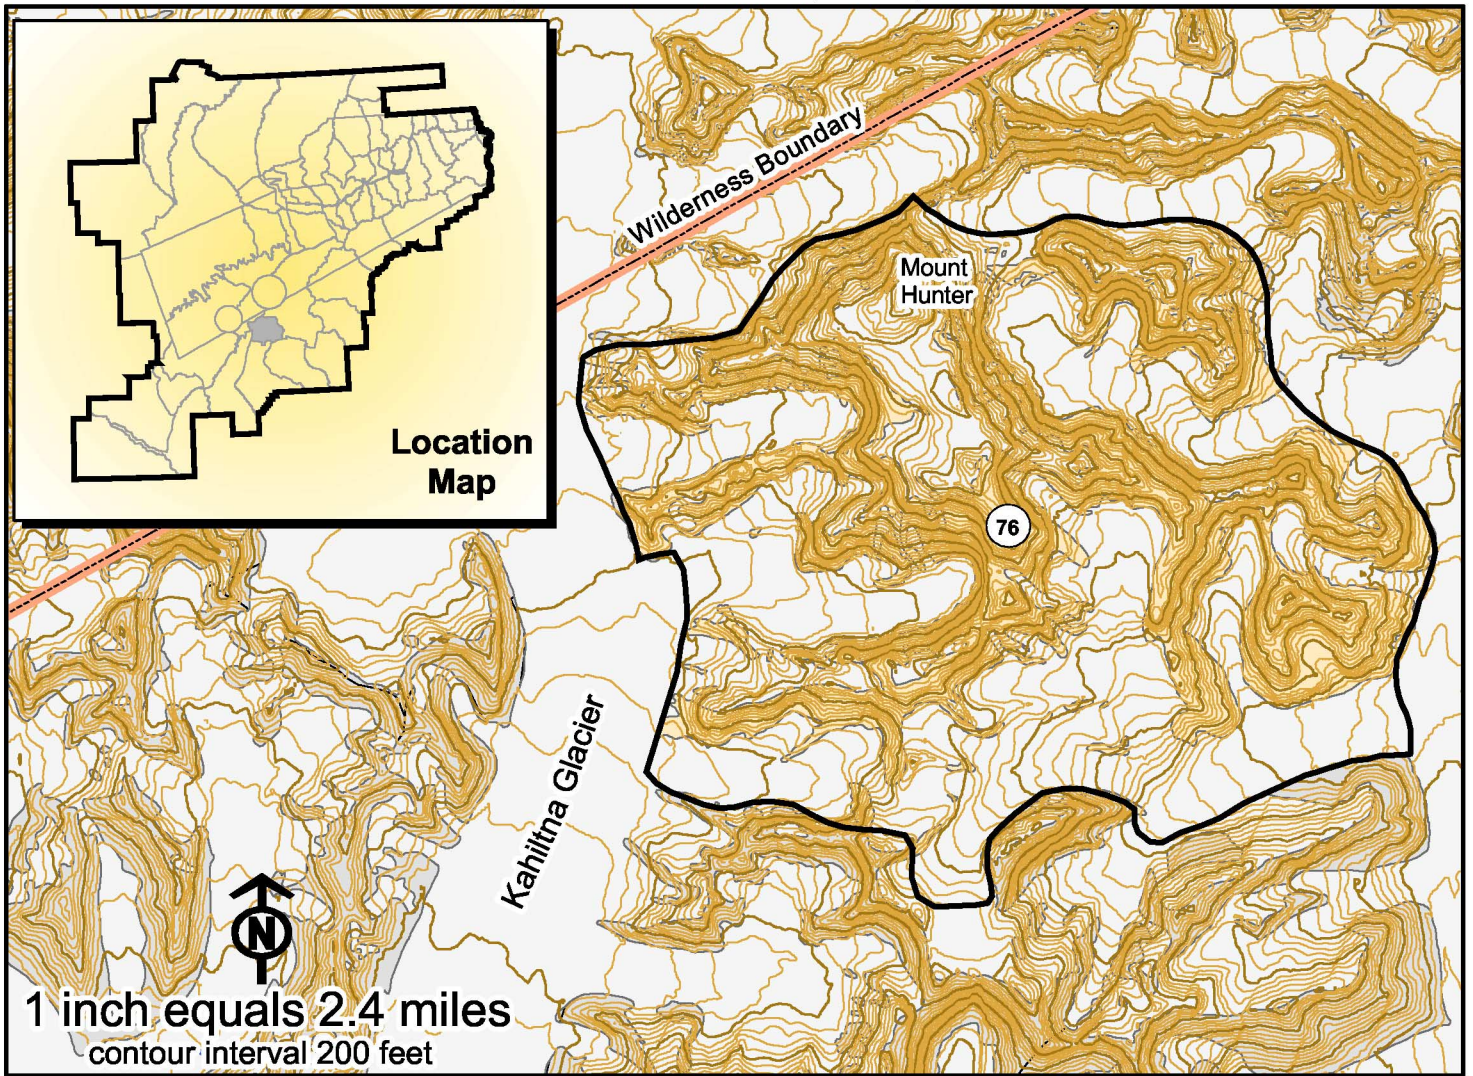 Location
Map
Wilderness Boundary
Mount
Hunter
76
Kahiltna Glacier
N
1 inch equals 2.4 miles
contour interval 200 feet